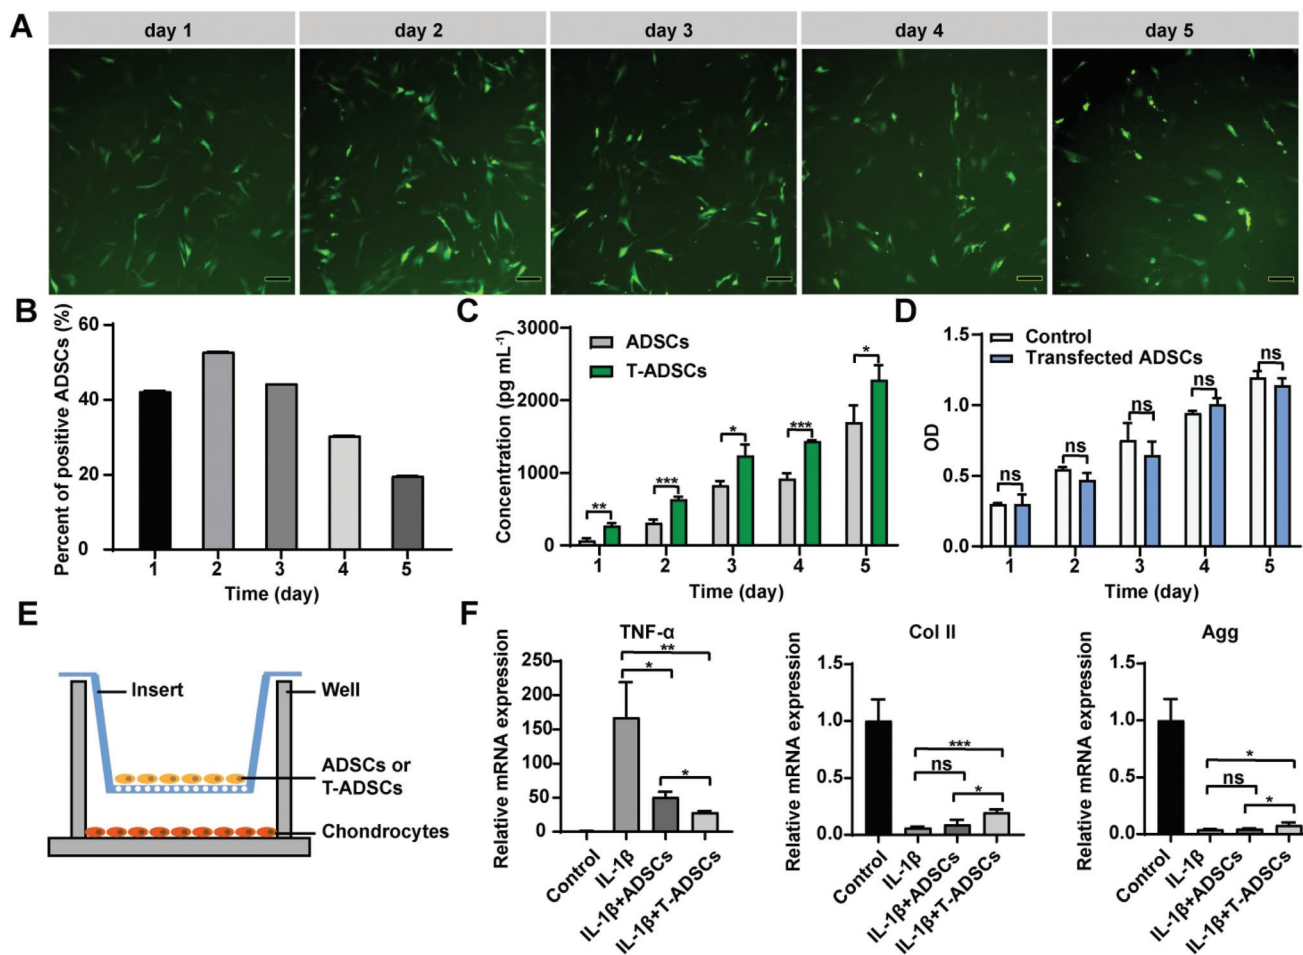 A
day 1
day 2
day 3
day 4
day 5
B
Percent of positive ADSCs (%)
60
40
20
0
1 2 3 4 5
Time (day)
C
Concentration (pg mL⁻¹)
3000
2000
1000
0
ADSCs
T-ADSCs
**
***
*
***
*
1 2 3 4 5
Time (day)
D
OD
1.5
1.0
0.5
0.0
Control
Transfected ADSCs
ns
ns
ns
ns
ns
1 2 3 4 5
Time (day)
E
Insert
Well
ADSCs or
T-ADSCs
Chondrocytes
F
TNF-α
Relative mRNA expression
250
200
150
100
50
0
**
*
*
Control
IL-1β
IL-1β+ADSCs
IL-1β+T-ADSCs
Col II
Relative mRNA expression
1.5
1.0
0.5
0.0
***
ns
*
Control
IL-1β
IL-1β+ADSCs
IL-1β+T-ADSCs
Agg
Relative mRNA expression
1.5
1.0
0.5
0.0
*
ns
*
Control
IL-1β
IL-1β+ADSCs
IL-1β+T-ADSCs